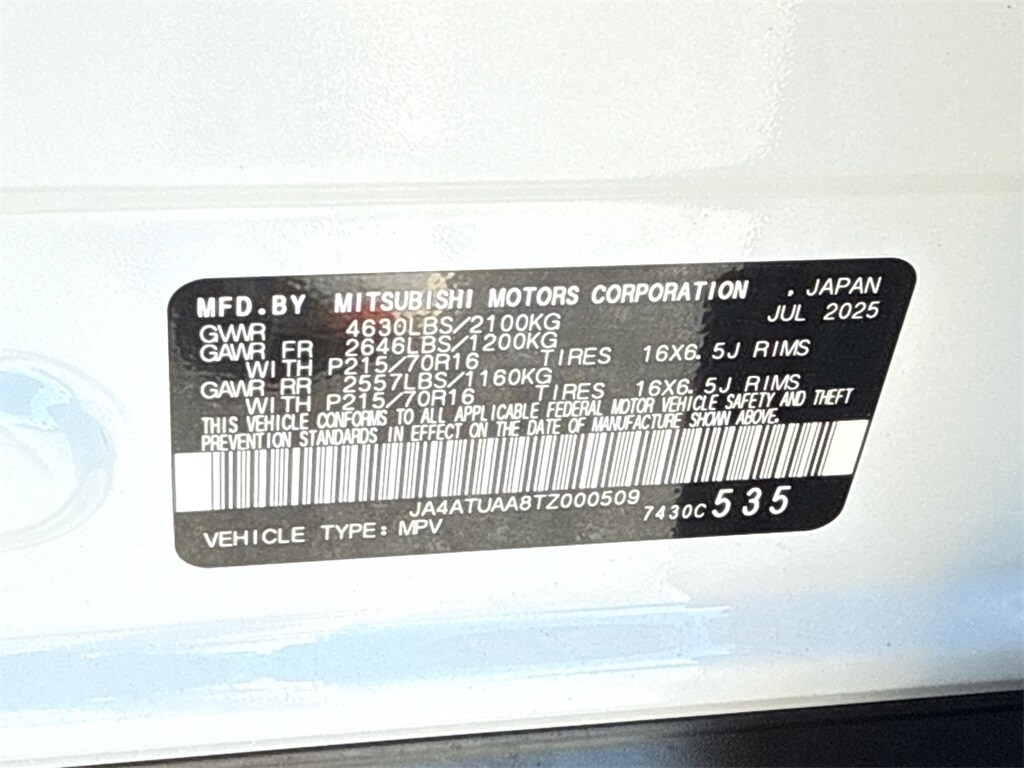 MFD.BY MITSUBISHI MOTORS CORPORATION . JAPAN
JUL 2025
GWVR 4630LBS/2100KG
GAWR FR 2646LBS/1200KG
WITH P215/70R16 TIRES 16X6.5J RIMS
GAWR RR 2557LBS/1160KG
WITH P215/70R16 TIRES 16X6.5J RIMS
THIS VEHICLE CONFORMS TO ALL APPLICABLE FEDERAL MOTOR VEHICLE SAFETY AND THEFT
PREVENTION STANDARDS IN EFFECT ON THE DATE OF MANUFACTURE SHOWN ABOVE.
JA4ATUAA8TZ000509 7430C 535
VEHICLE TYPE: MPV